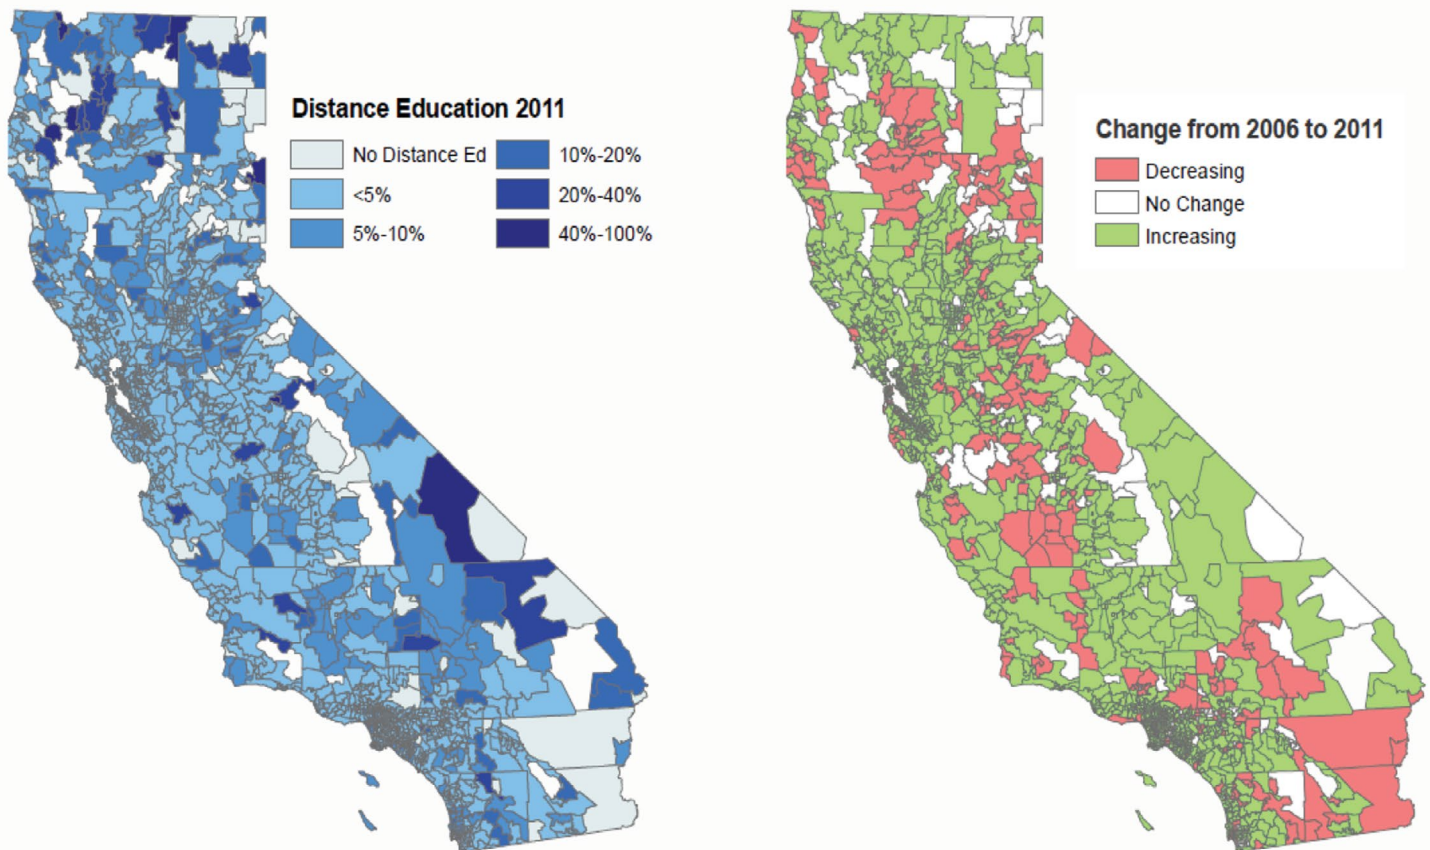 Distance Education 2011
No Distance Ed
10%-20%
<5%
20%-40%
5%-10%
40%-100%
Change from 2006 to 2011
Decreasing
No Change
Increasing